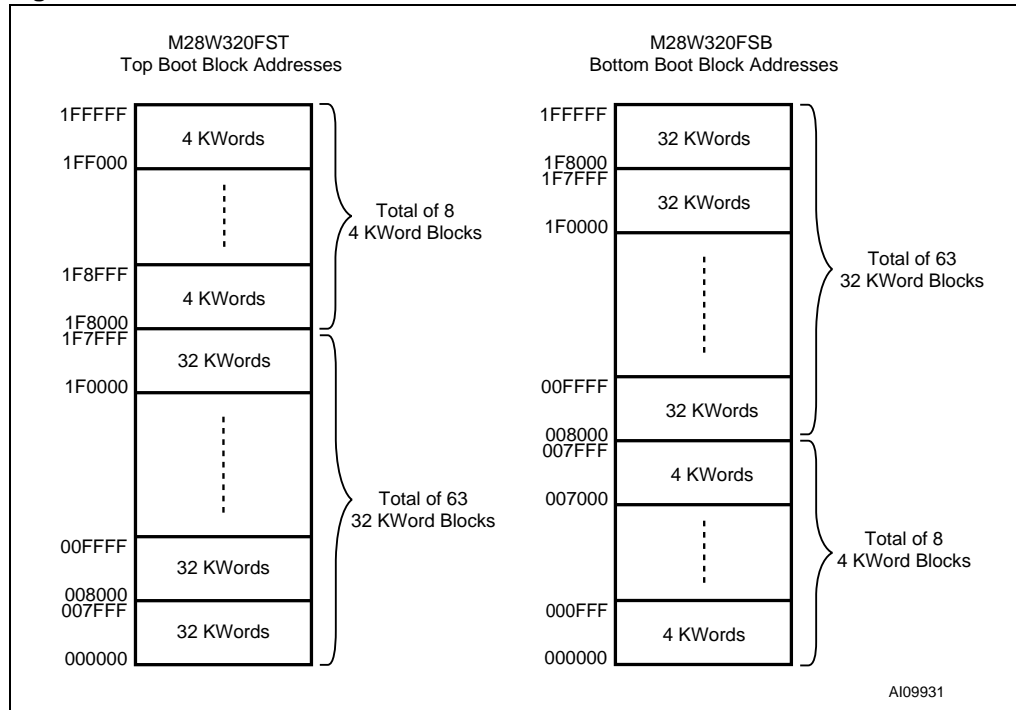 M28W320FST
Top Boot Block Addresses
1FFFFF
4 KWords
1FF000
Total of 8
4 KWord Blocks
1F8FFF
4 KWords
1F8000
1F7FFF
32 KWords
1F0000
Total of 63
32 KWord Blocks
00FFFF
32 KWords
008000
007FFF
32 KWords
000000
M28W320FSB
Bottom Boot Block Addresses
1FFFFF
32 KWords
1F8000
1F7FFF
32 KWords
1F0000
Total of 63
32 KWord Blocks
00FFFF
32 KWords
008000
007FFF
4 KWords
007000
Total of 8
4 KWord Blocks
000FFF
4 KWords
000000
AI09931